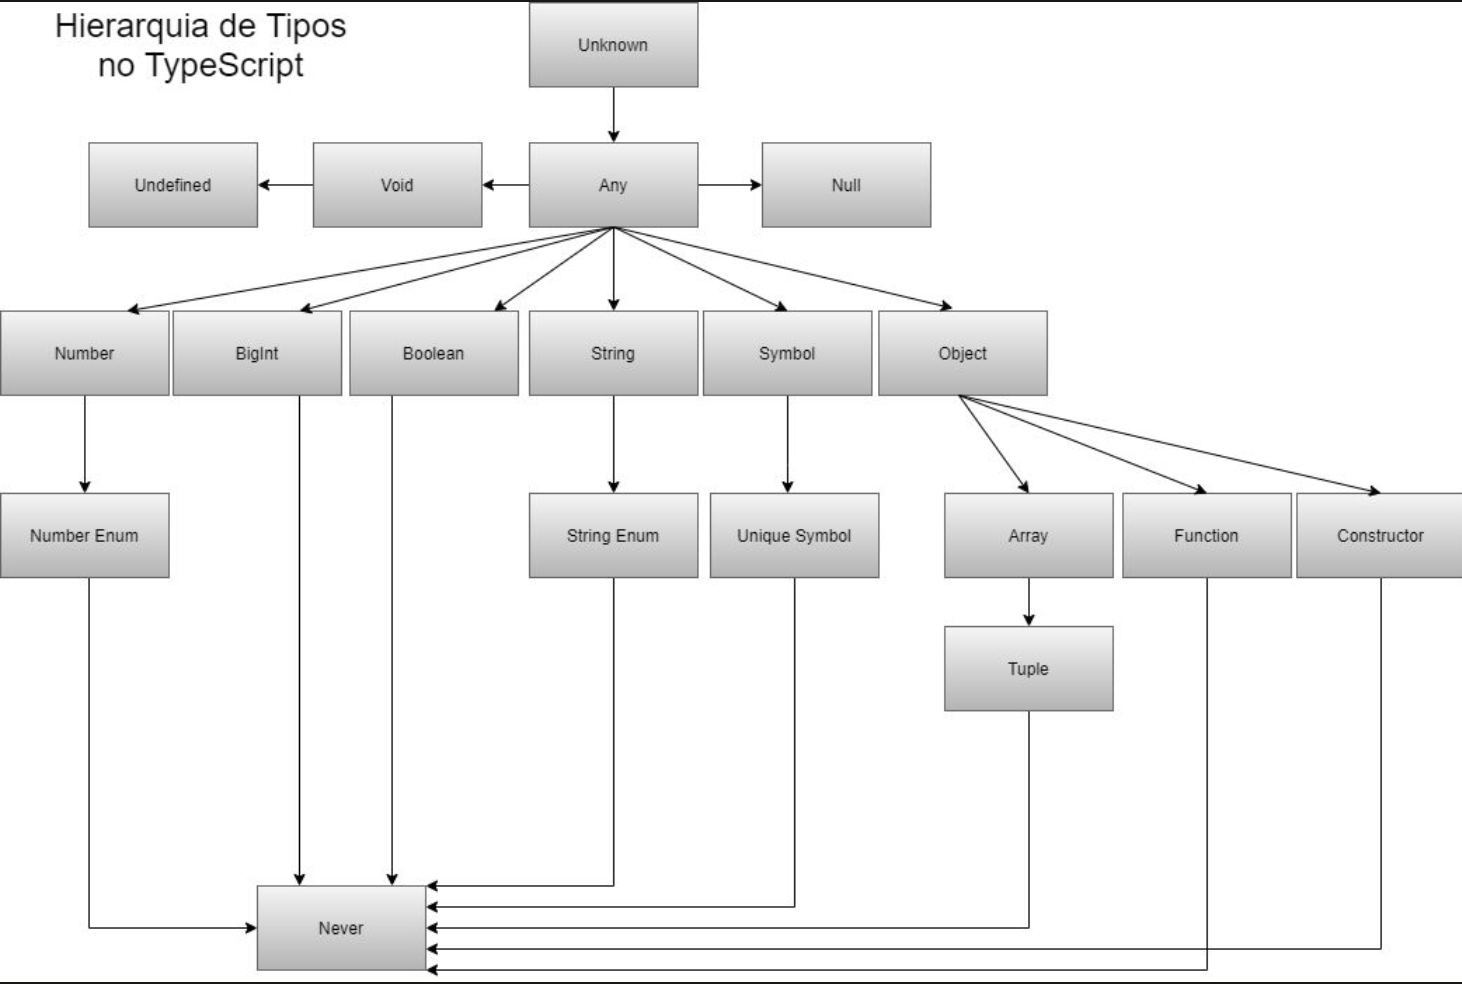 Hierarquia de Tipos
no TypeScript
Unknown
Undefined
Void
Any
Null
Number
BigInt
Boolean
String
Symbol
Object
Number Enum
String Enum
Unique Symbol
Array
Function
Constructor
Tuple
Never